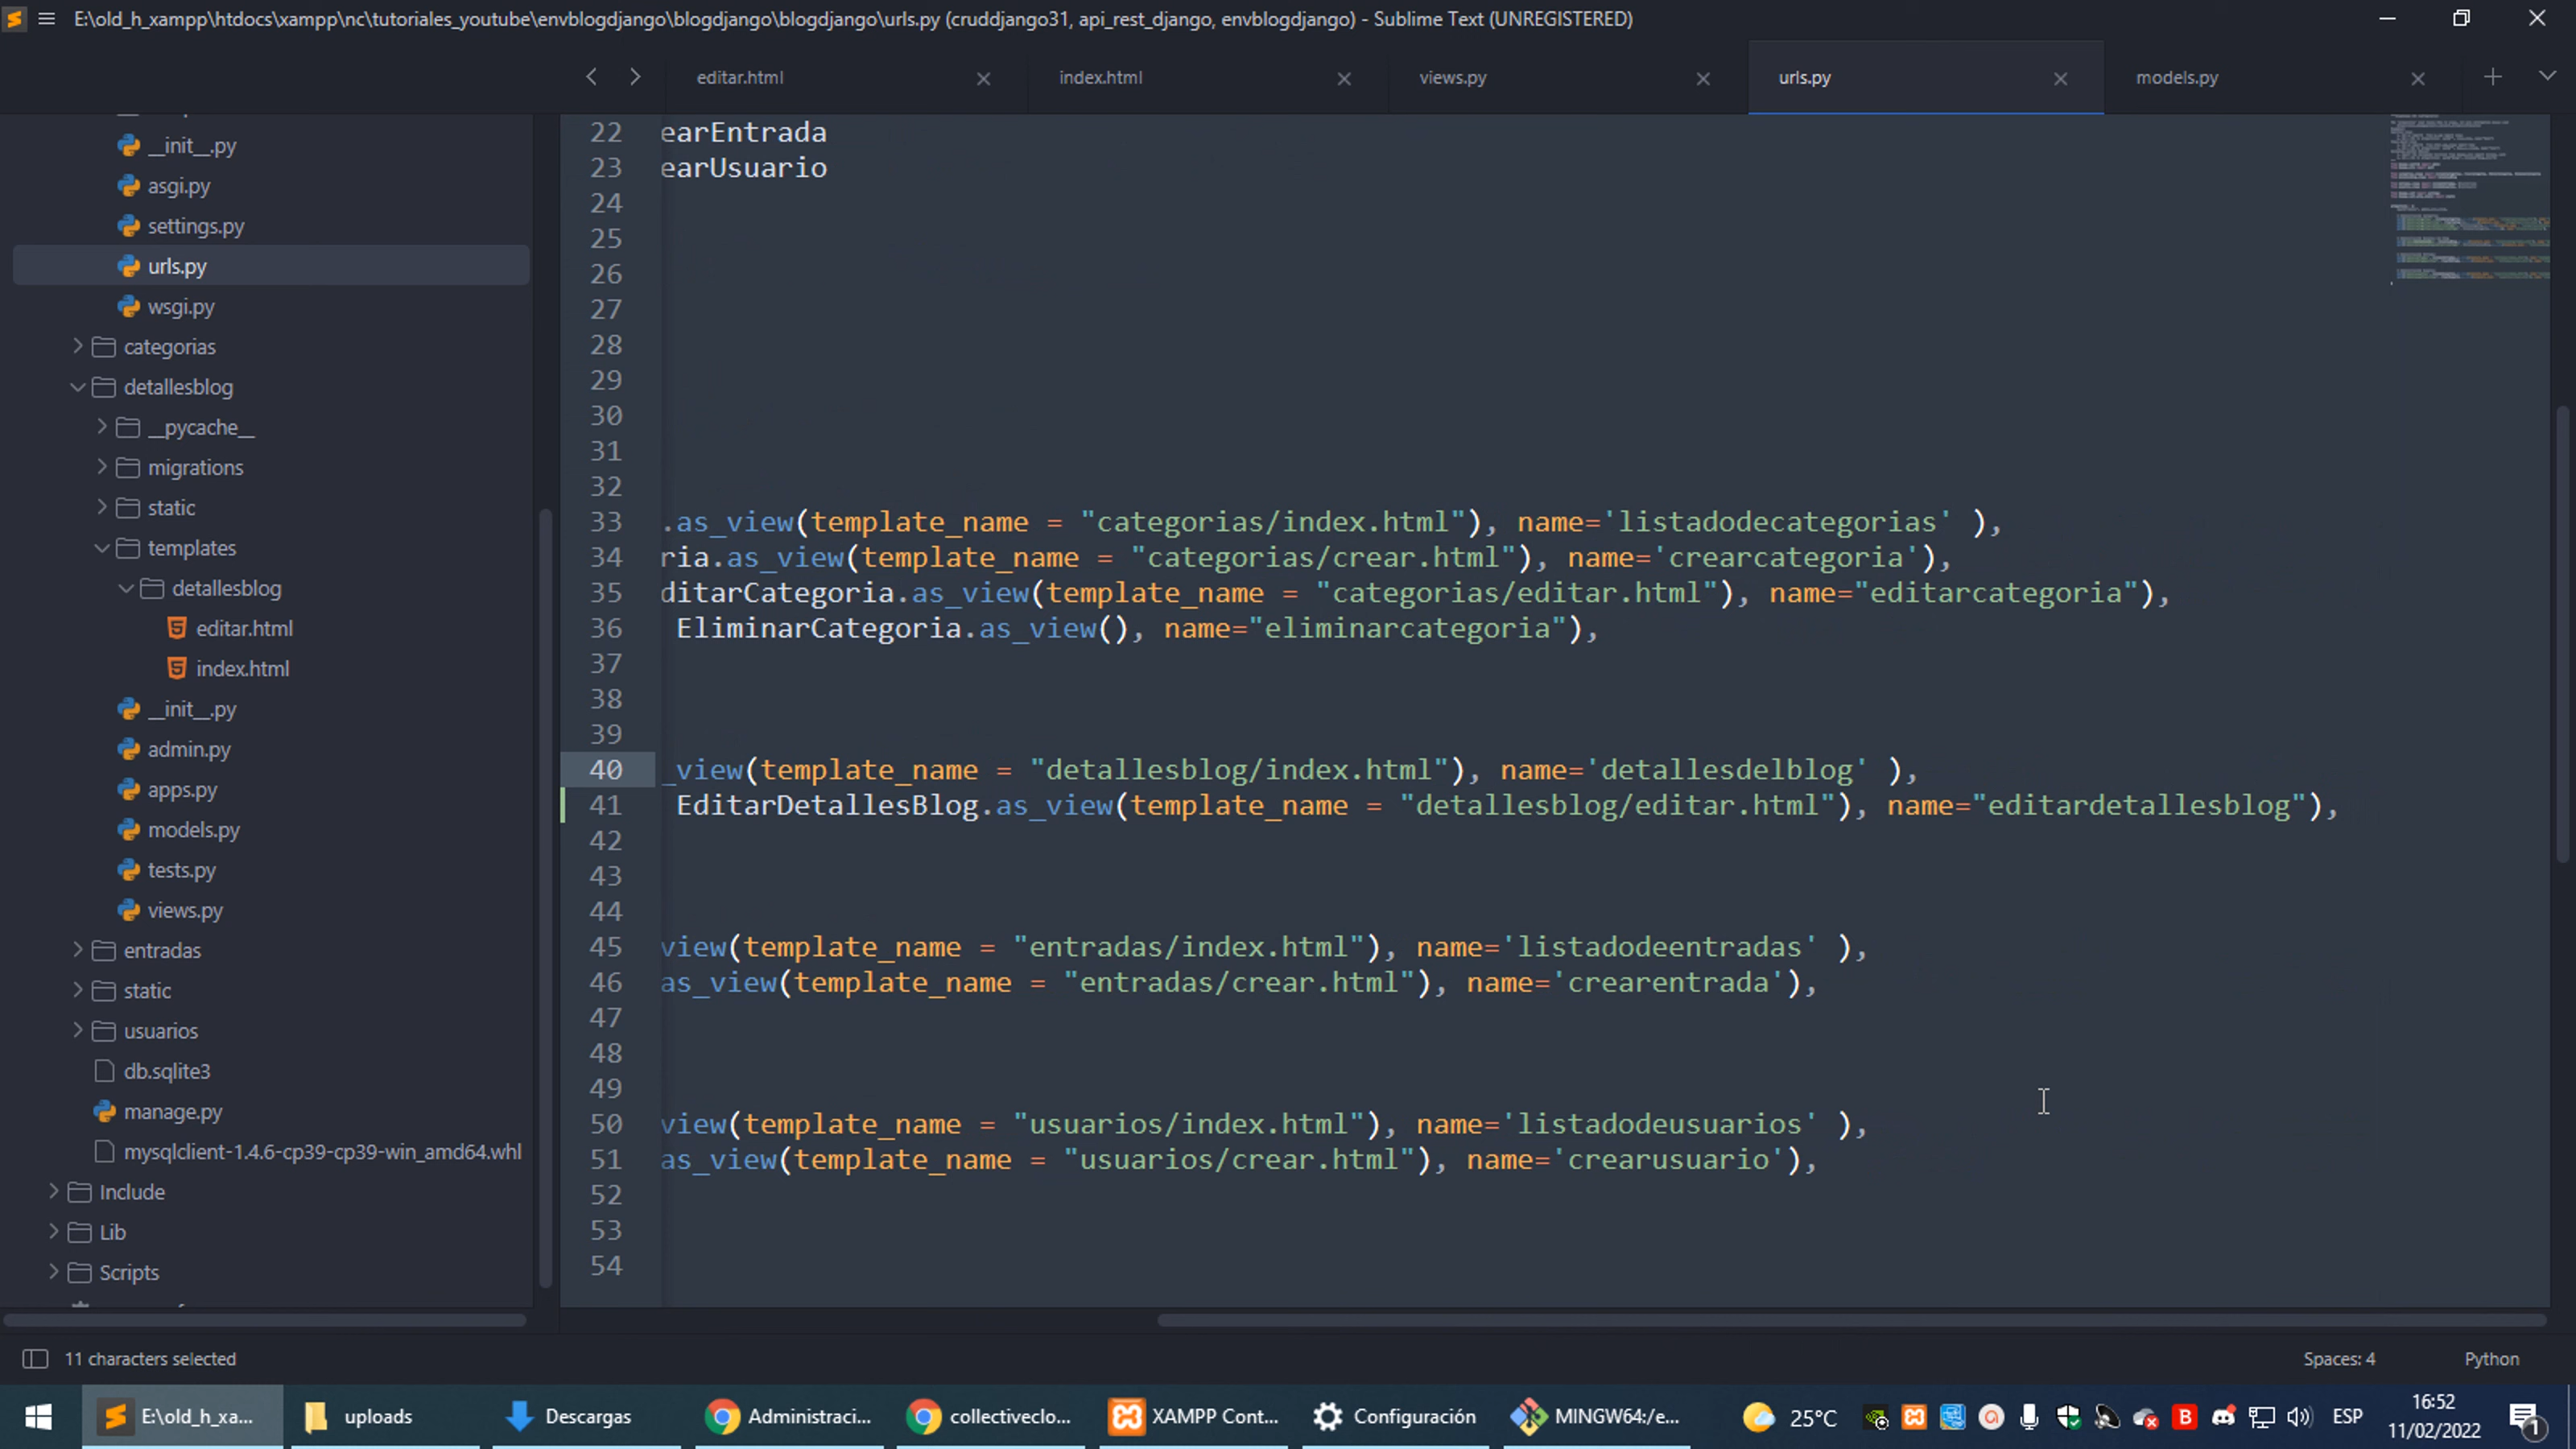 E:\old_h_xampp\htdocs\xampp\nc\tutoriales_youtube\envblogdjango\blogdjango\blogdjango\urls.py (cruddjango31, api_rest_django, envblogdjango) - Sublime Text (UNREGISTERED)
editar.html
index.html
views.py
urls.py
models.py
__init__.py
asgi.py
settings.py
urls.py
wsgi.py
categorias
detallesblog
__pycache__
migrations
static
templates
detallesblog
editar.html
index.html
__init__.py
admin.py
apps.py
models.py
tests.py
views.py
entradas
static
usuarios
db.sqlite3
manage.py
mysqlclient-1.4.6-cp39-cp39-win_amd64.whl
Include
Lib
Scripts
22 earEntrada
23 earUsuario
24
25
26
27
28
29
30
31
32
33 .as_view(template_name = "categorias/index.html"), name='listadodecategorias' ),
34 ria.as_view(template_name = "categorias/crear.html"), name='crearcategoria'),
35 ditarCategoria.as_view(template_name = "categorias/editar.html"), name="editarcategoria"),
36 EliminarCategoria.as_view(), name="eliminarcategoria"),
37
38
39
40 _view(template_name = "detallesblog/index.html"), name='detallesdelblog' ),
41 EditarDetallesBlog.as_view(template_name = "detallesblog/editar.html"), name="editardetallesblog"),
42
43
44
45 view(template_name = "entradas/index.html"), name='listadodeentradas' ),
46 as_view(template_name = "entradas/crear.html"), name='crearentrada'),
47
48
49
50 view(template_name = "usuarios/index.html"), name='listadodeusuarios' ),
51 as_view(template_name = "usuarios/crear.html"), name='crearusuario'),
52
53
54
11 characters selected
Spaces: 4
Python
E:\old_h_xa...
uploads
Descargas
Administraci...
collectiveclo...
XAMPP Cont...
Configuración
MINGW64:/e...
25°C
ESP
16:52
11/02/2022
1